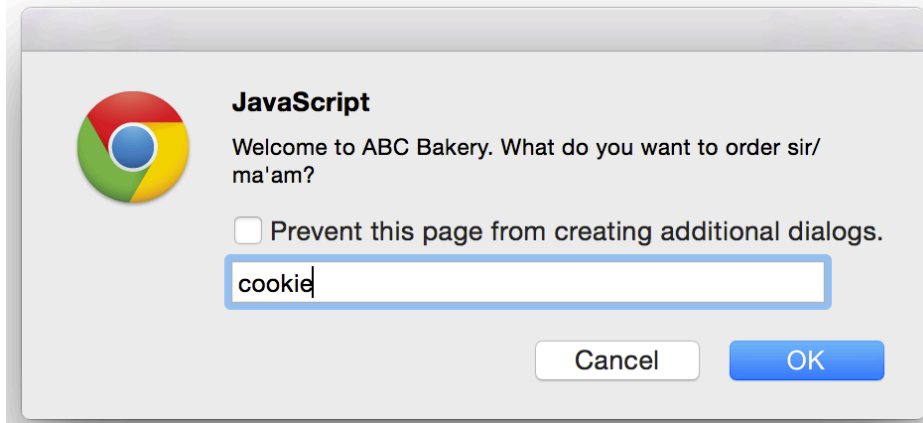 JavaScript
Welcome to ABC Bakery. What do you want to order sir/
ma'am?
Prevent this page from creating additional dialogs.
cookie
Cancel OK